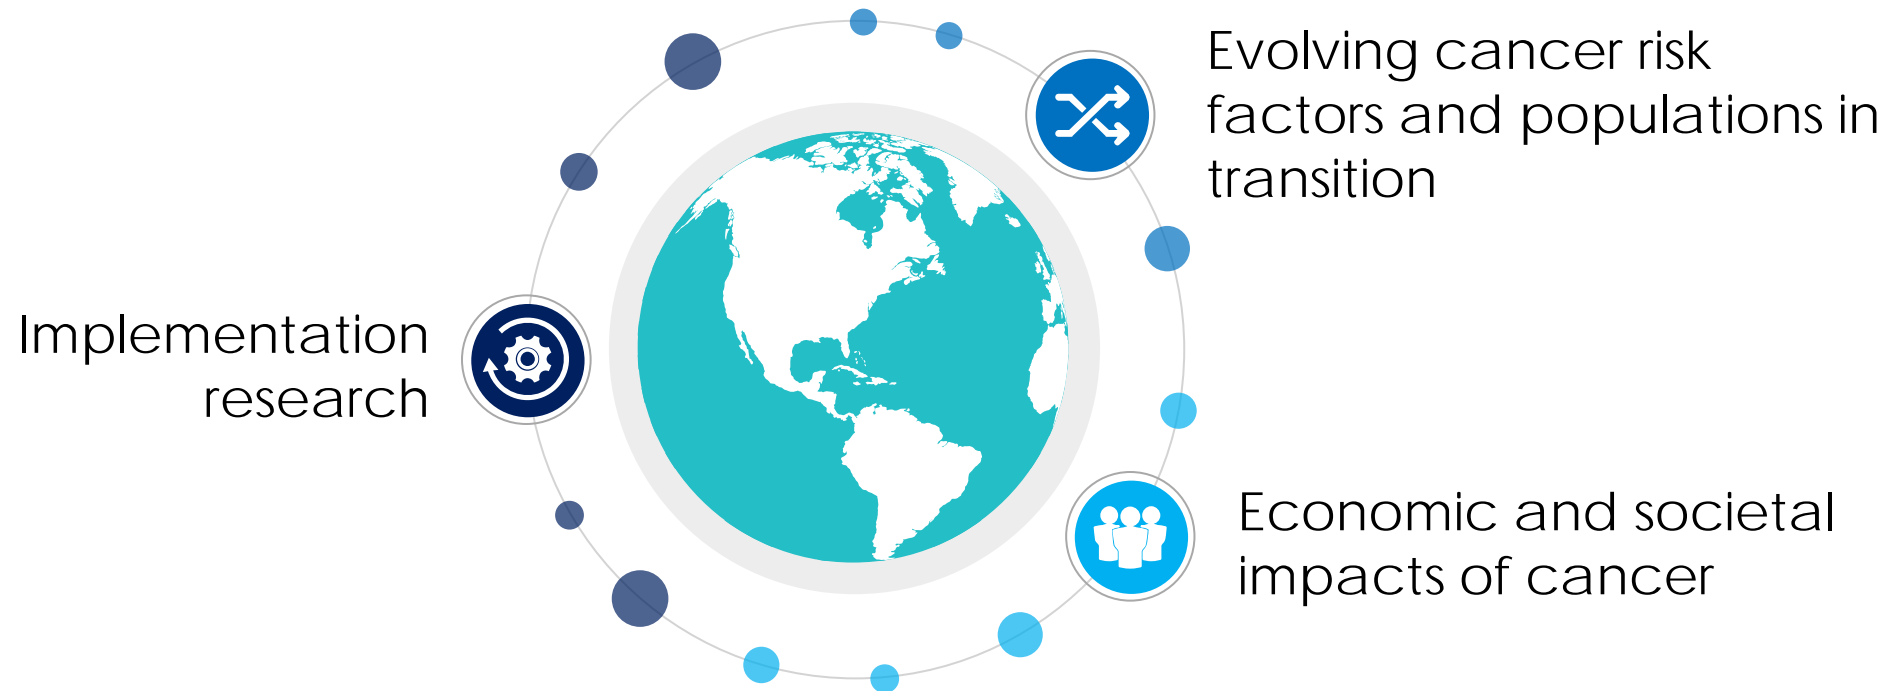 Evolving cancer risk
factors and populations in
transition
Implementation
research
Economic and societal
impacts of cancer